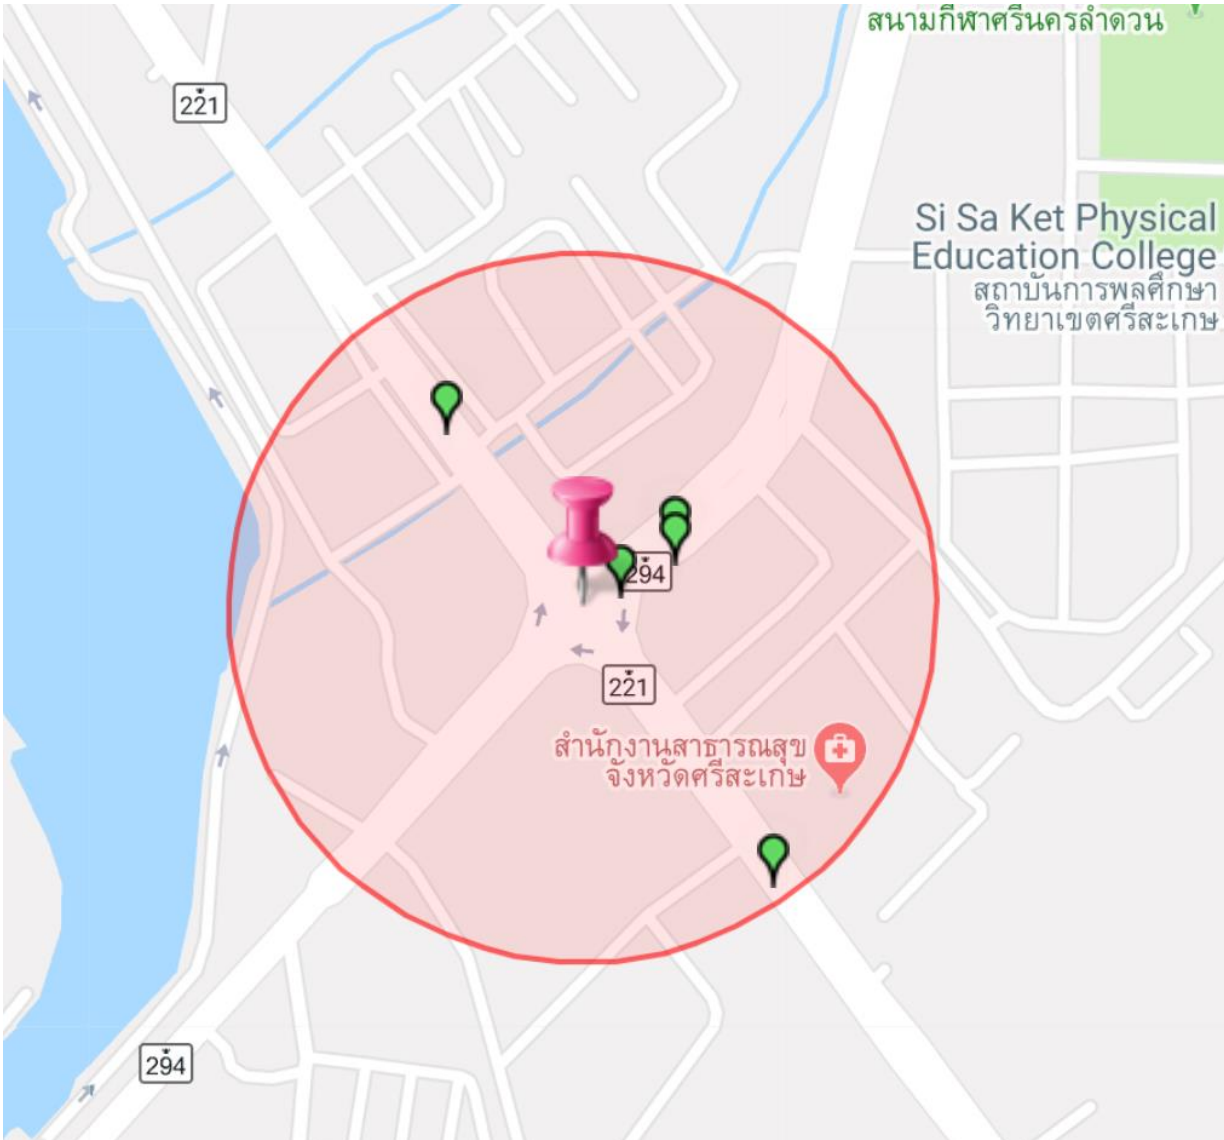 สนามกีฬาศรีนครลำดวน
221
Si Sa Ket Physical
Education College
สถาบันการพลศึกษา
วิทยาเขตศรีสะเกษ
294
221
สำนักงานสาธารณสุข
จังหวัดศรีสะเกษ
294